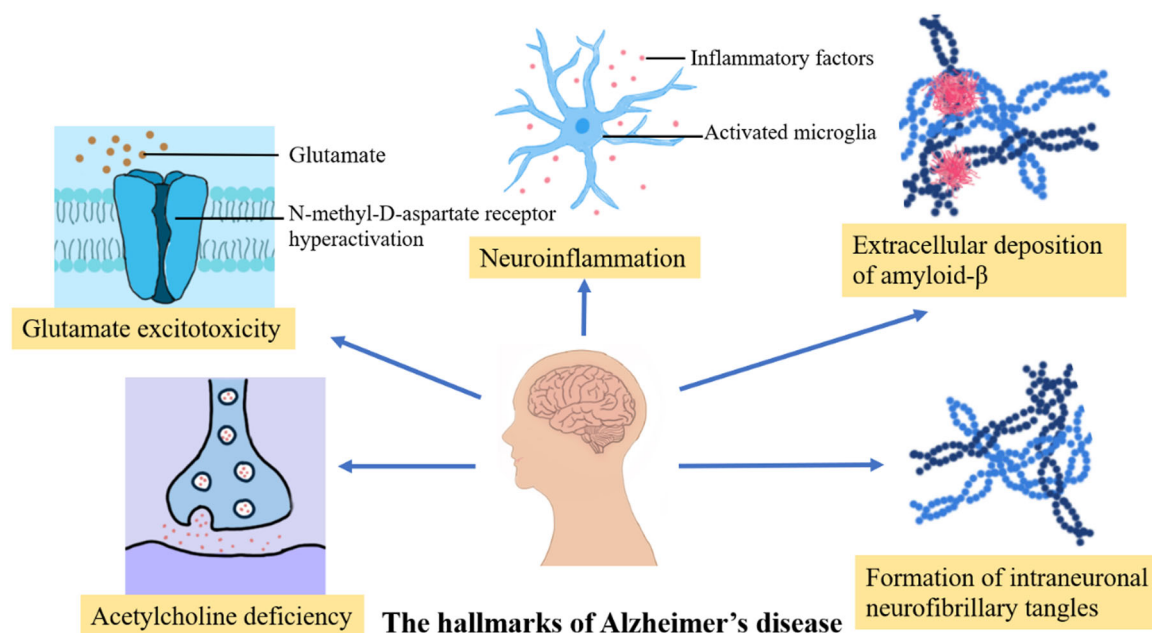 Inflammatory factors
Activated microglia
Neuroinflammation
Glutamate
N-methyl-D-aspartate receptor
hyperactivation
Glutamate excitotoxicity
Extracellular deposition
of amyloid-β
Acetylcholine deficiency
Formation of intraneuronal
neurofibrillary tangles
The hallmarks of Alzheimer's disease